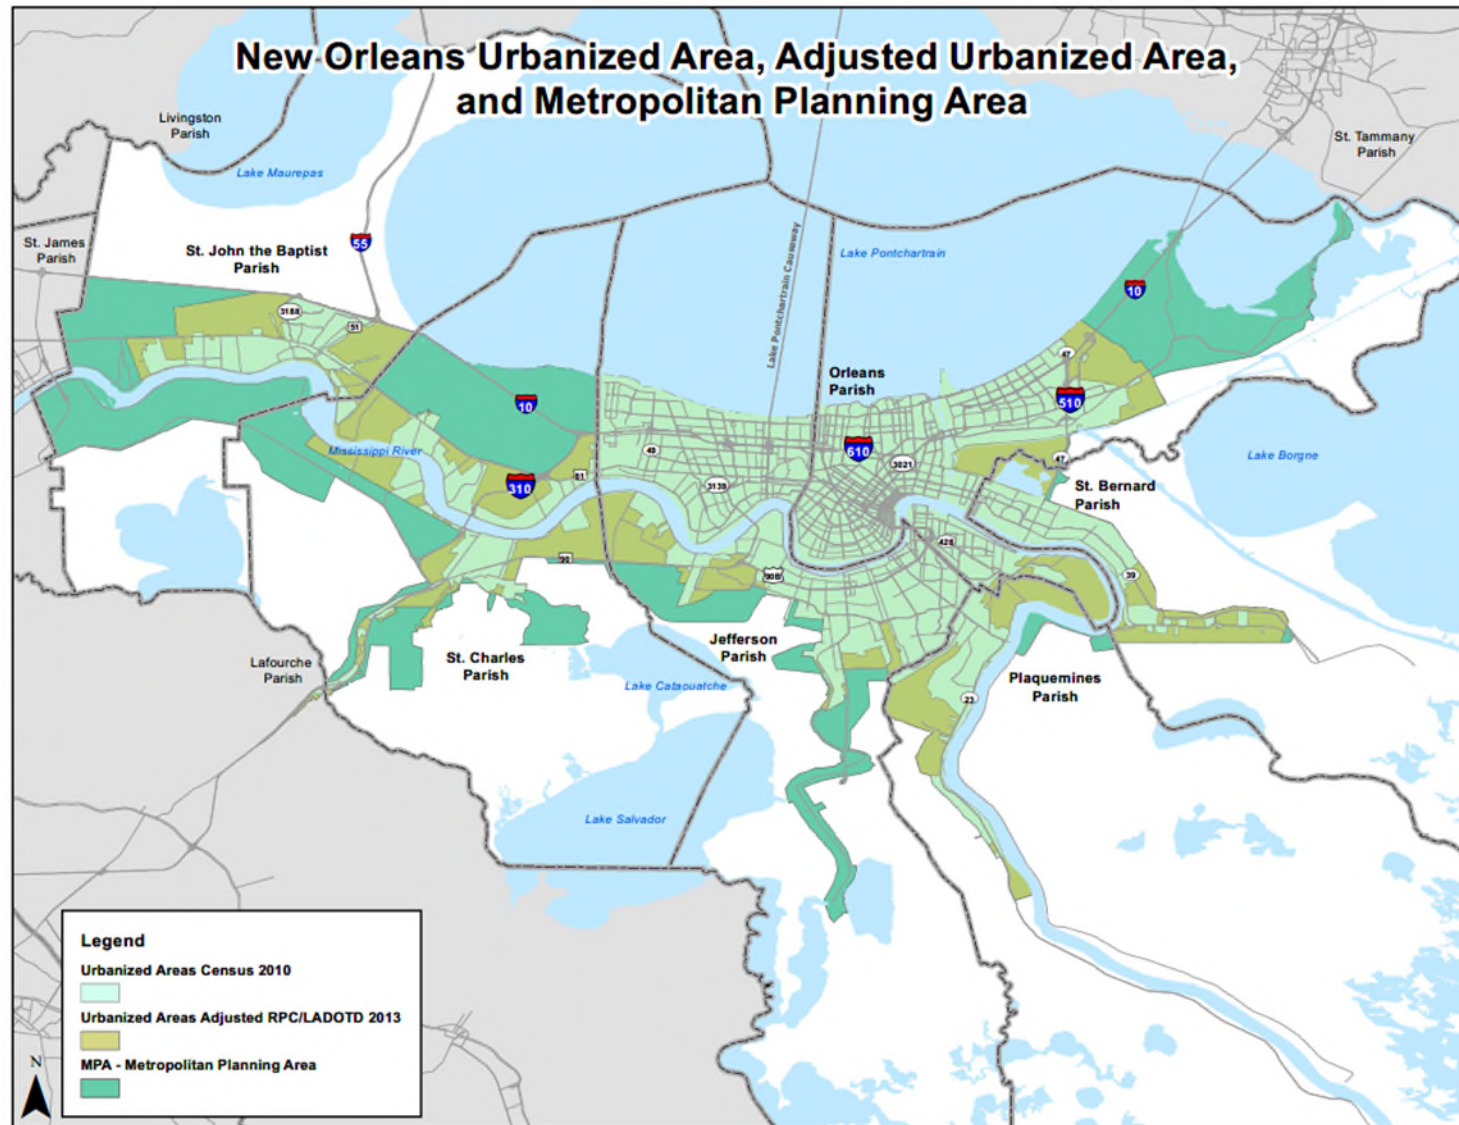 New Orleans Urbanized Area, Adjusted Urbanized Area,
and Metropolitan Planning Area
Livingston
Parish
St. Tammany
Parish
Lake Maurepas
St. James
Parish
St. John the Baptist
Parish
55
Lake Pontchartrain Causeway
Lake Pontchartrain
10
3188
51
47
Orleans
Parish
510
10
Mississippi River
48
610
3021
47
Lake Borgne
310
61
3139
St. Bernard
Parish
90
428
90B
39
Jefferson
Parish
Lafourche
Parish
St. Charles
Parish
Lake Cataouatche
Plaquemines
Parish
23
Lake Salvador
Legend
Urbanized Areas Census 2010
Urbanized Areas Adjusted RPC/LADOTD 2013
MPA - Metropolitan Planning Area
N